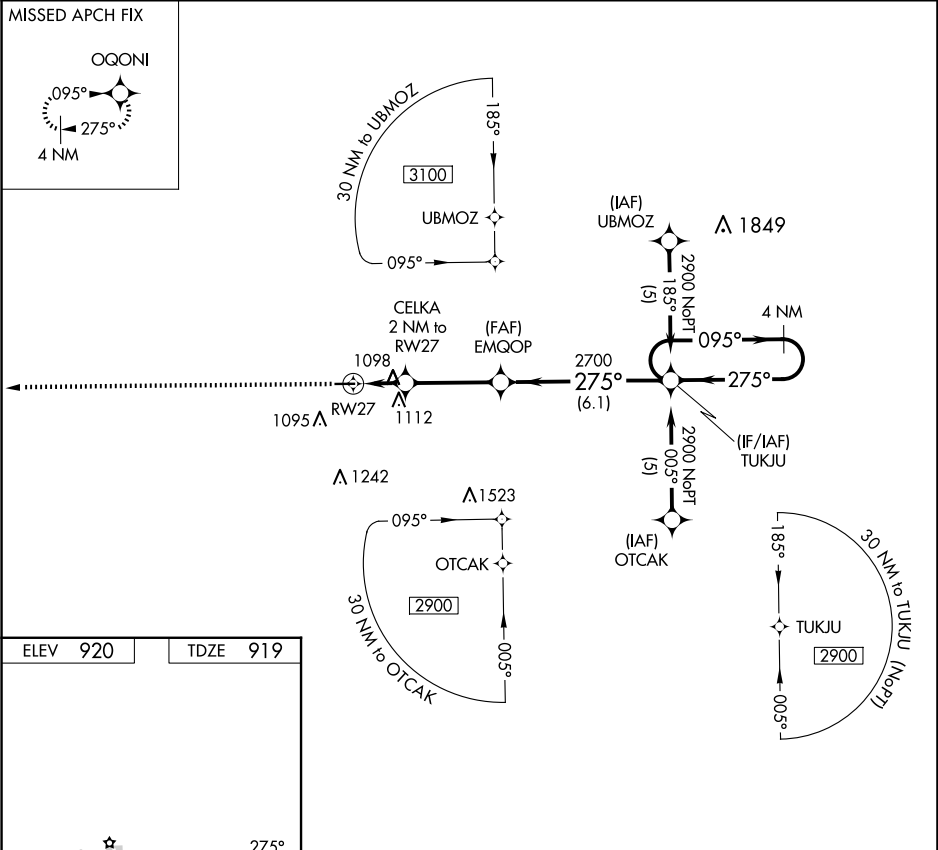 MISSED APCH FIX
OQONI
095°
275°
4 NM
30 NM to UBMOZ
185°
3100
UBMOZ
095°
(IAF)
UBMOZ
1849
2900 NoPT
185°
(5)
4 NM
095°
275°
CELKA
2 NM to
RW27
(FAF)
EMQOP
2700
275°
(6.1)
1098
1112
RW27
1095
(IF/IAF)
TUKJU
2900 NoPT
005°
(5)
(IAF)
OTCAK
1242
1523
095°
OTCAK
2900
30 NM to OTCAK
005°
185°
30 NM to TUKJU (NoPT)
TUKJU
2900
005°
ELEV 920
TDZE 919
275°